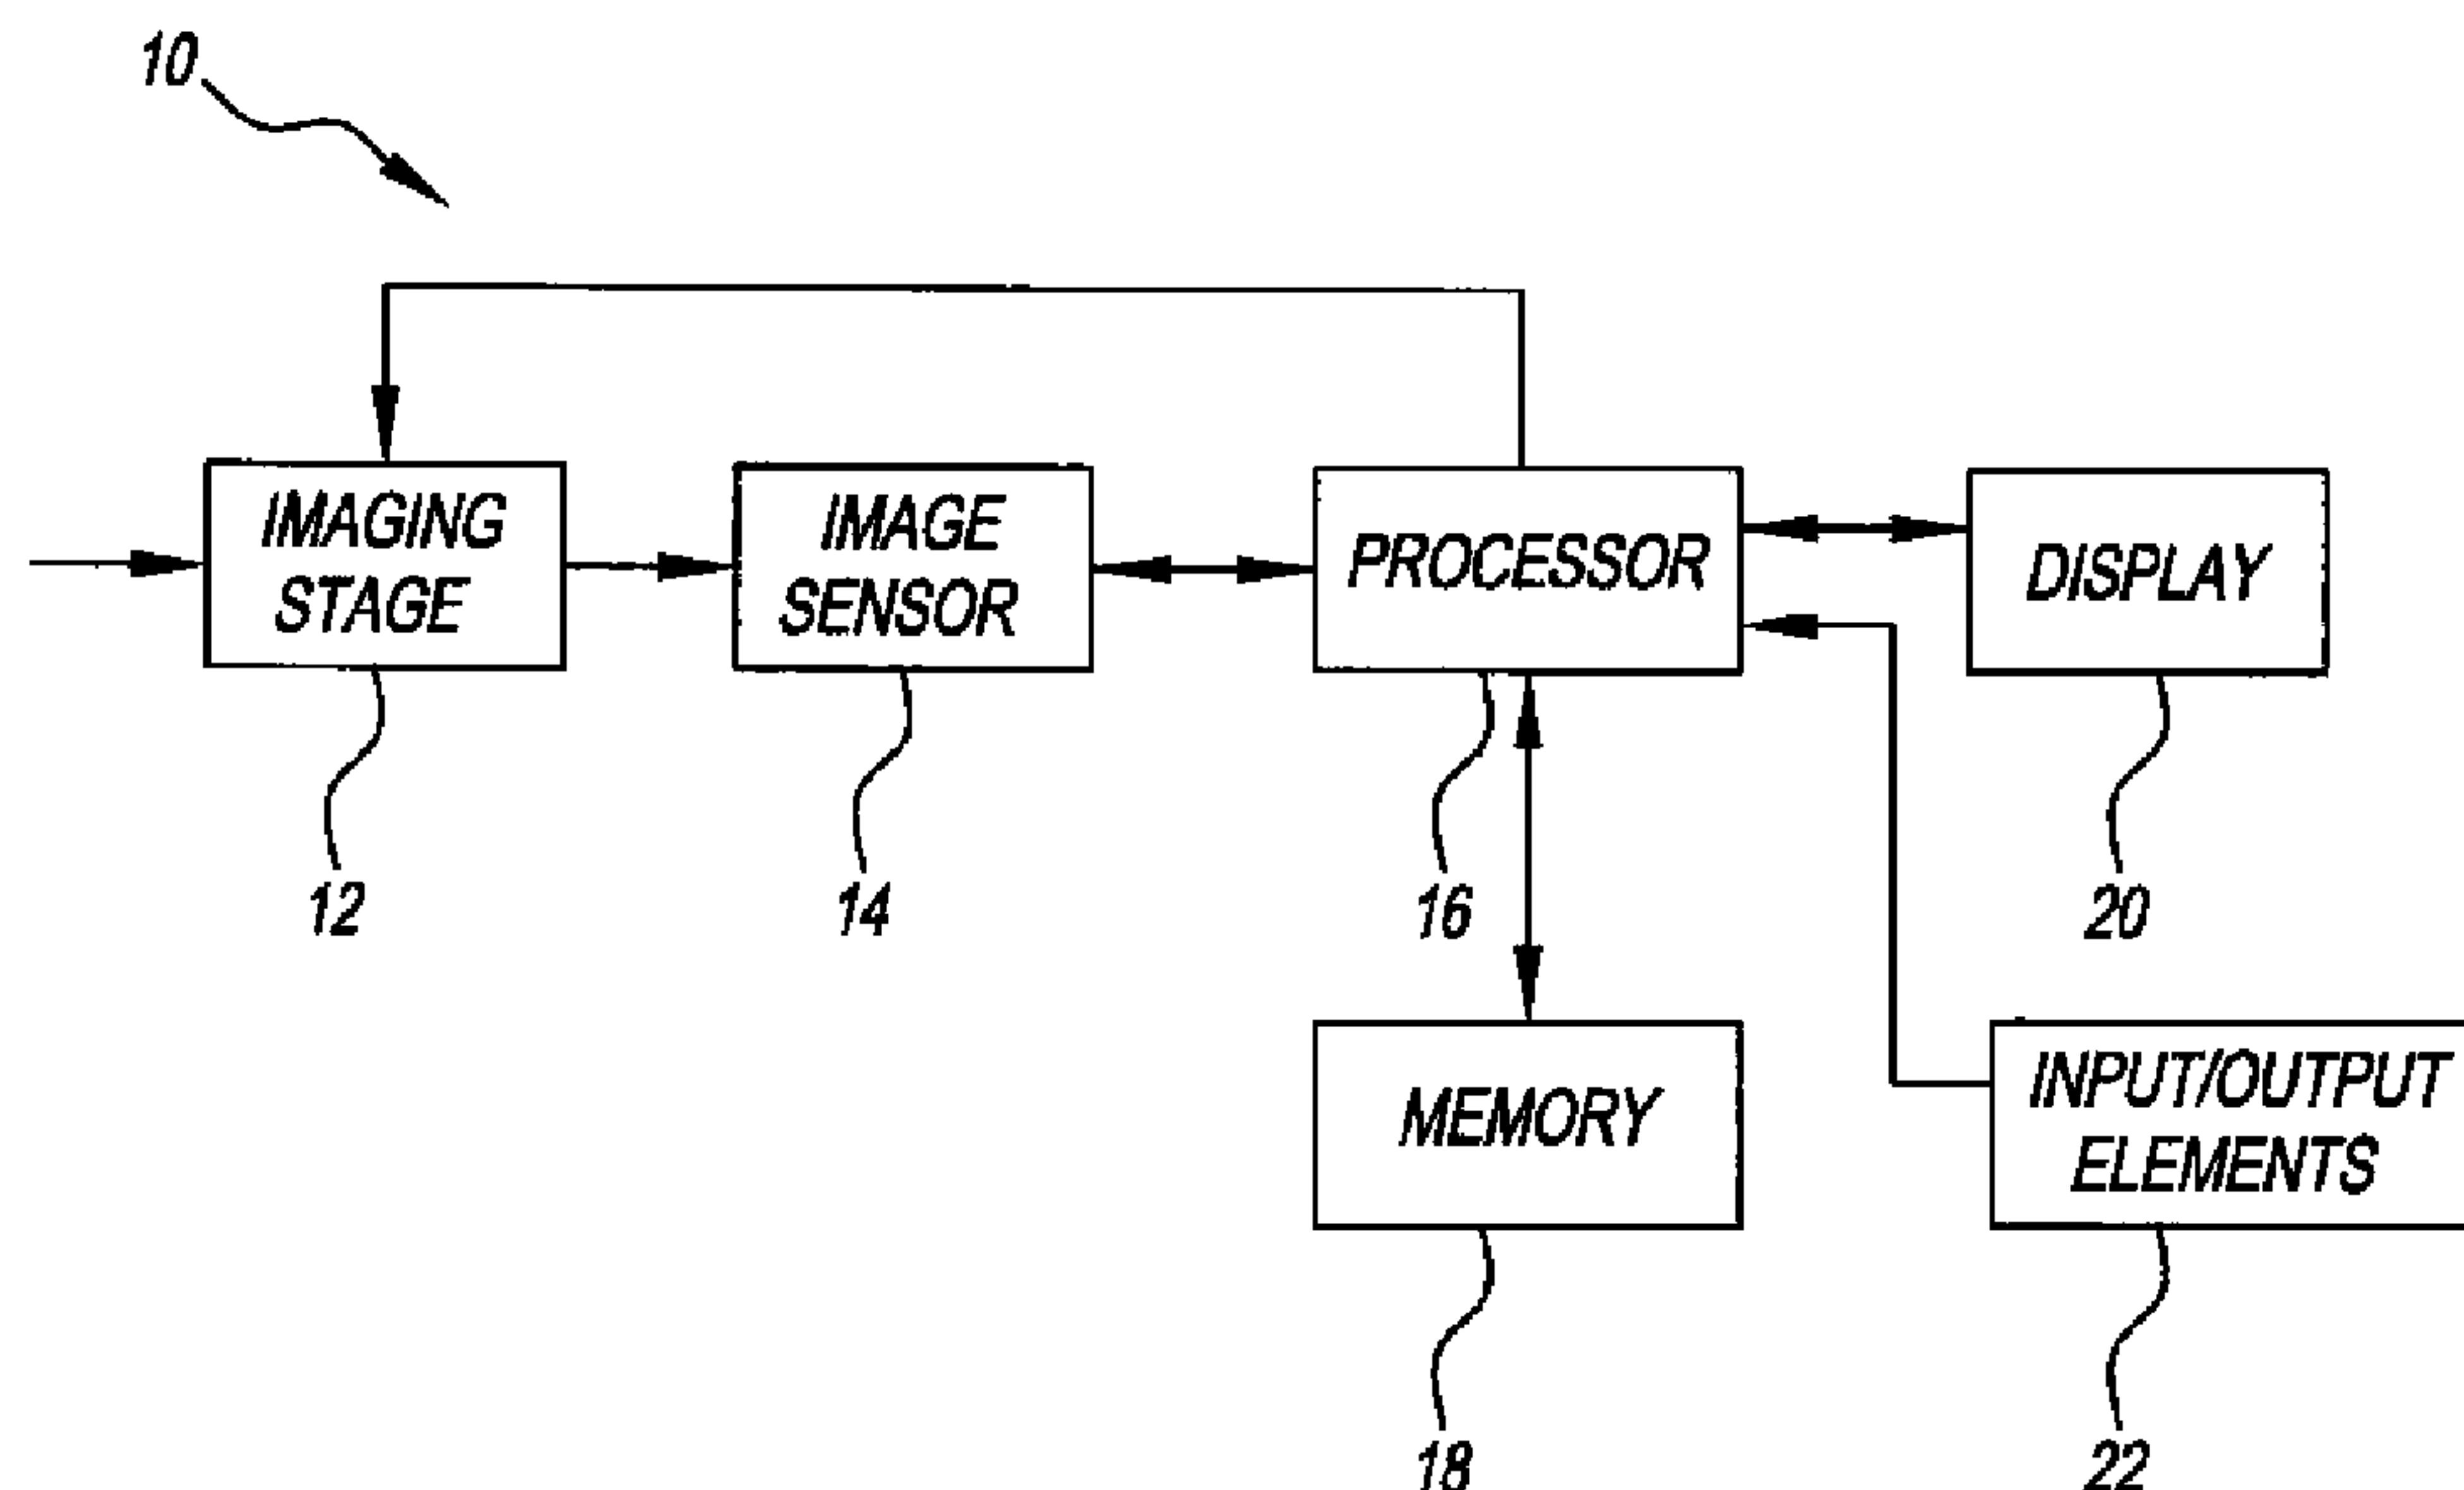 10
IMAGING
STAGE
IMAGE
SENSOR
PROCESSOR
DISPLAY
12
14
16
20
MEMORY
INPUT/OUTPUT
ELEMENTS
18
22